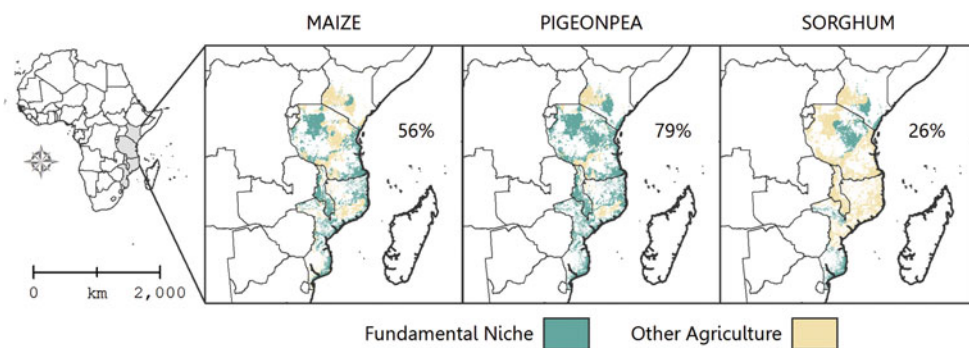 MAIZE
PIGEONPEA
SORGHUM
56%
79%
26%
0 km 2,000
Fundamental Niche
Other Agriculture